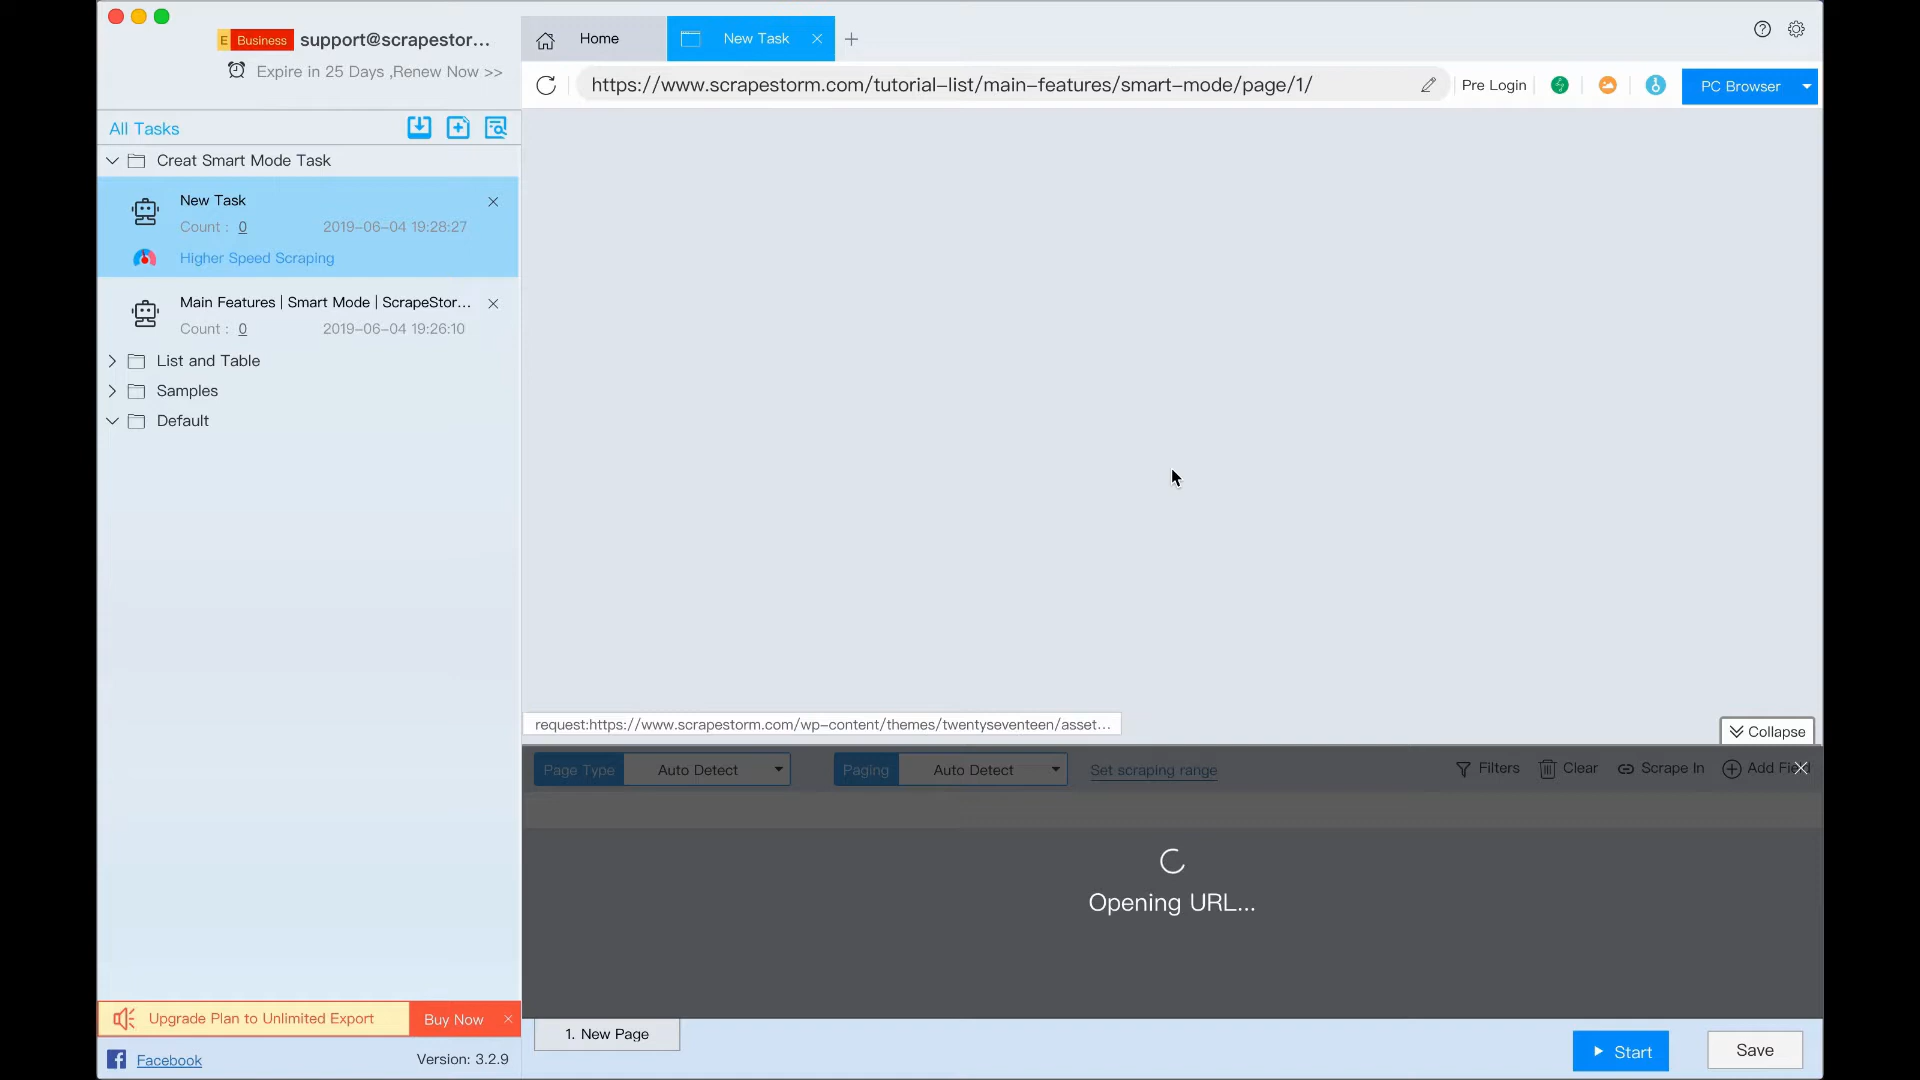 E Business support@scrapestor...
Expire in 25 Days ,Renew Now >>
Home
New Task
https://www.scrapestorm.com/tutorial-list/main-features/smart-mode/page/1/
Pre Login
PC Browser
All Tasks
Creat Smart Mode Task
New Task
Count : 0 2019-06-04 19:28:27
Higher Speed Scraping
Main Features | Smart Mode | ScrapeStor...
Count : 0 2019-06-04 19:26:10
List and Table
Samples
Default
request:https://www.scrapestorm.com/wp-content/themes/twentyseventeen/asset...
Collapse
Page Type Auto Detect
Paging Auto Detect
Set scraping range
Filters
Clear
Scrape In
Add Field
Opening URL...
Upgrade Plan to Unlimited Export
Buy Now
1. New Page
Start
Save
Facebook
Version: 3.2.9